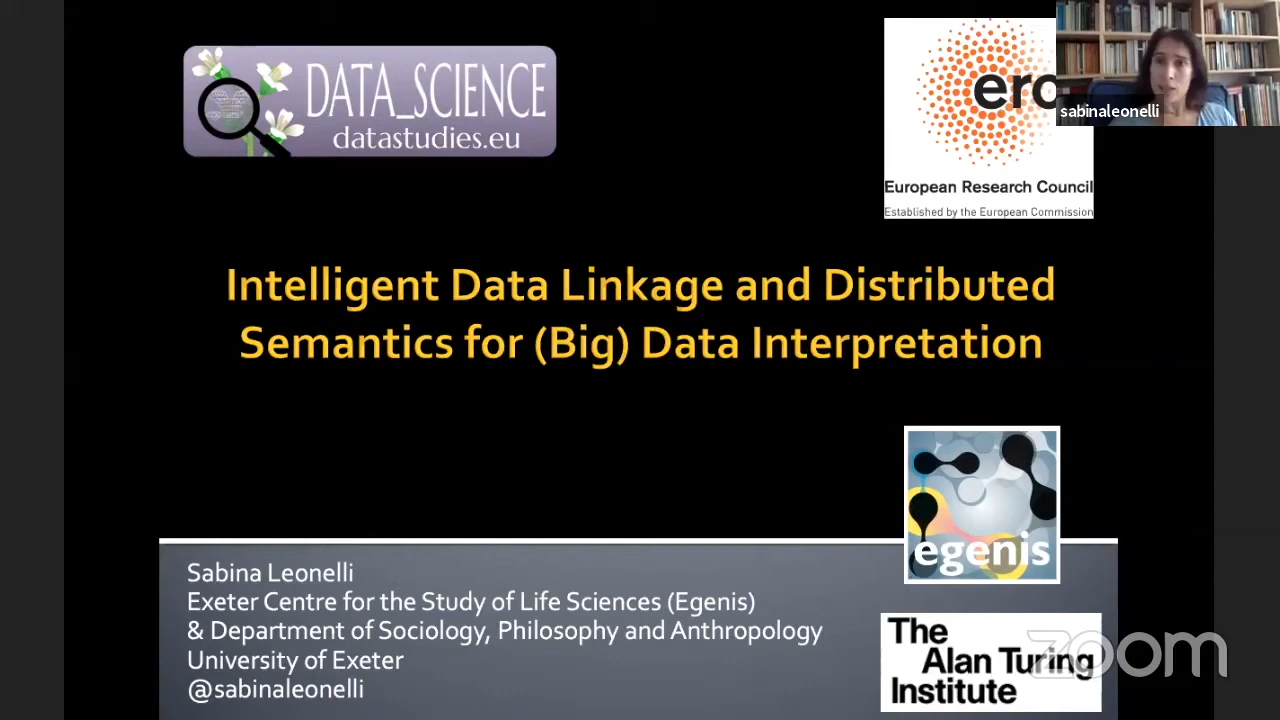 DATA_SCIENCE
datastudies.eu
erc
sabinaleonelli
European Research Council
Established by the European Commission
Intelligent Data Linkage and Distributed
Semantics for (Big) Data Interpretation
egenis
Sabina Leonelli
Exeter Centre for the Study of Life Sciences (Egenis)
& Department of Sociology, Philosophy and Anthropology
University of Exeter
@sabinaleonelli
The
Alan Turing
Institute
zoom